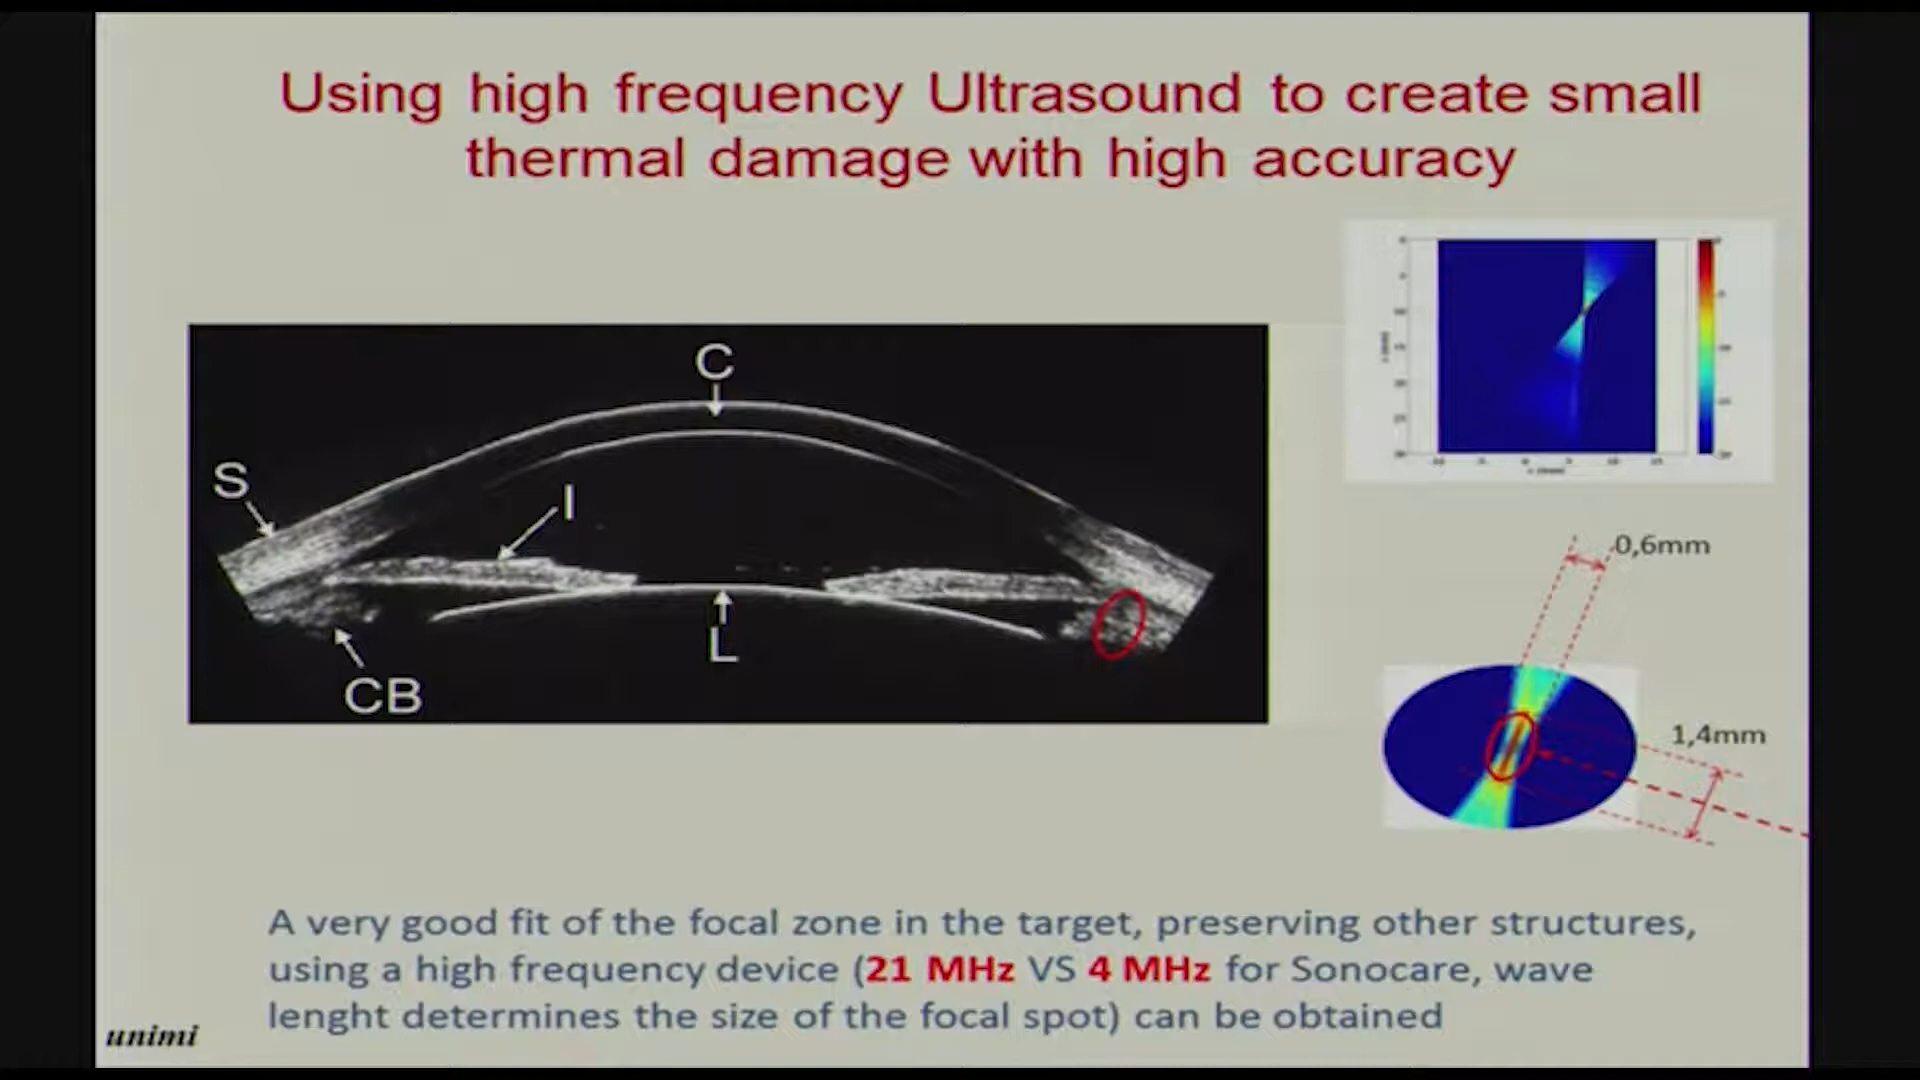 Using high frequency Ultrasound to create small
thermal damage with high accuracy
C
S
I
L
CB
0,6mm
1,4mm
A very good fit of the focal zone in the target, preserving other structures,
using a high frequency device (21 MHz VS 4 MHz for Sonocare, wave
lenght determines the size of the focal spot) can be obtained
unimi